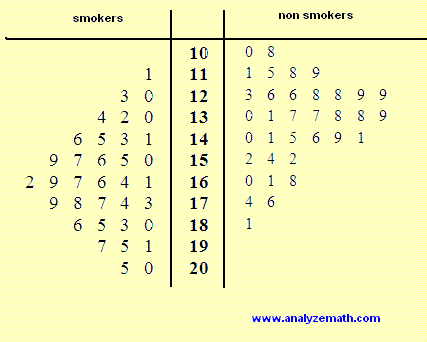 smokers non smokers
10 0 8
1 11 1 5 8 9
3 0 12 3 6 6 8 8 9 9
4 2 0 13 0 1 7 7 8 8 9
6 5 3 1 14 0 1 5 6 9 1
9 7 6 5 0 15 2 4 2
2 9 7 6 4 1 16 0 1 8
9 8 7 4 3 17 4 6
6 5 3 0 18 1
7 5 1 19
5 0 20
www.analyzemath.com